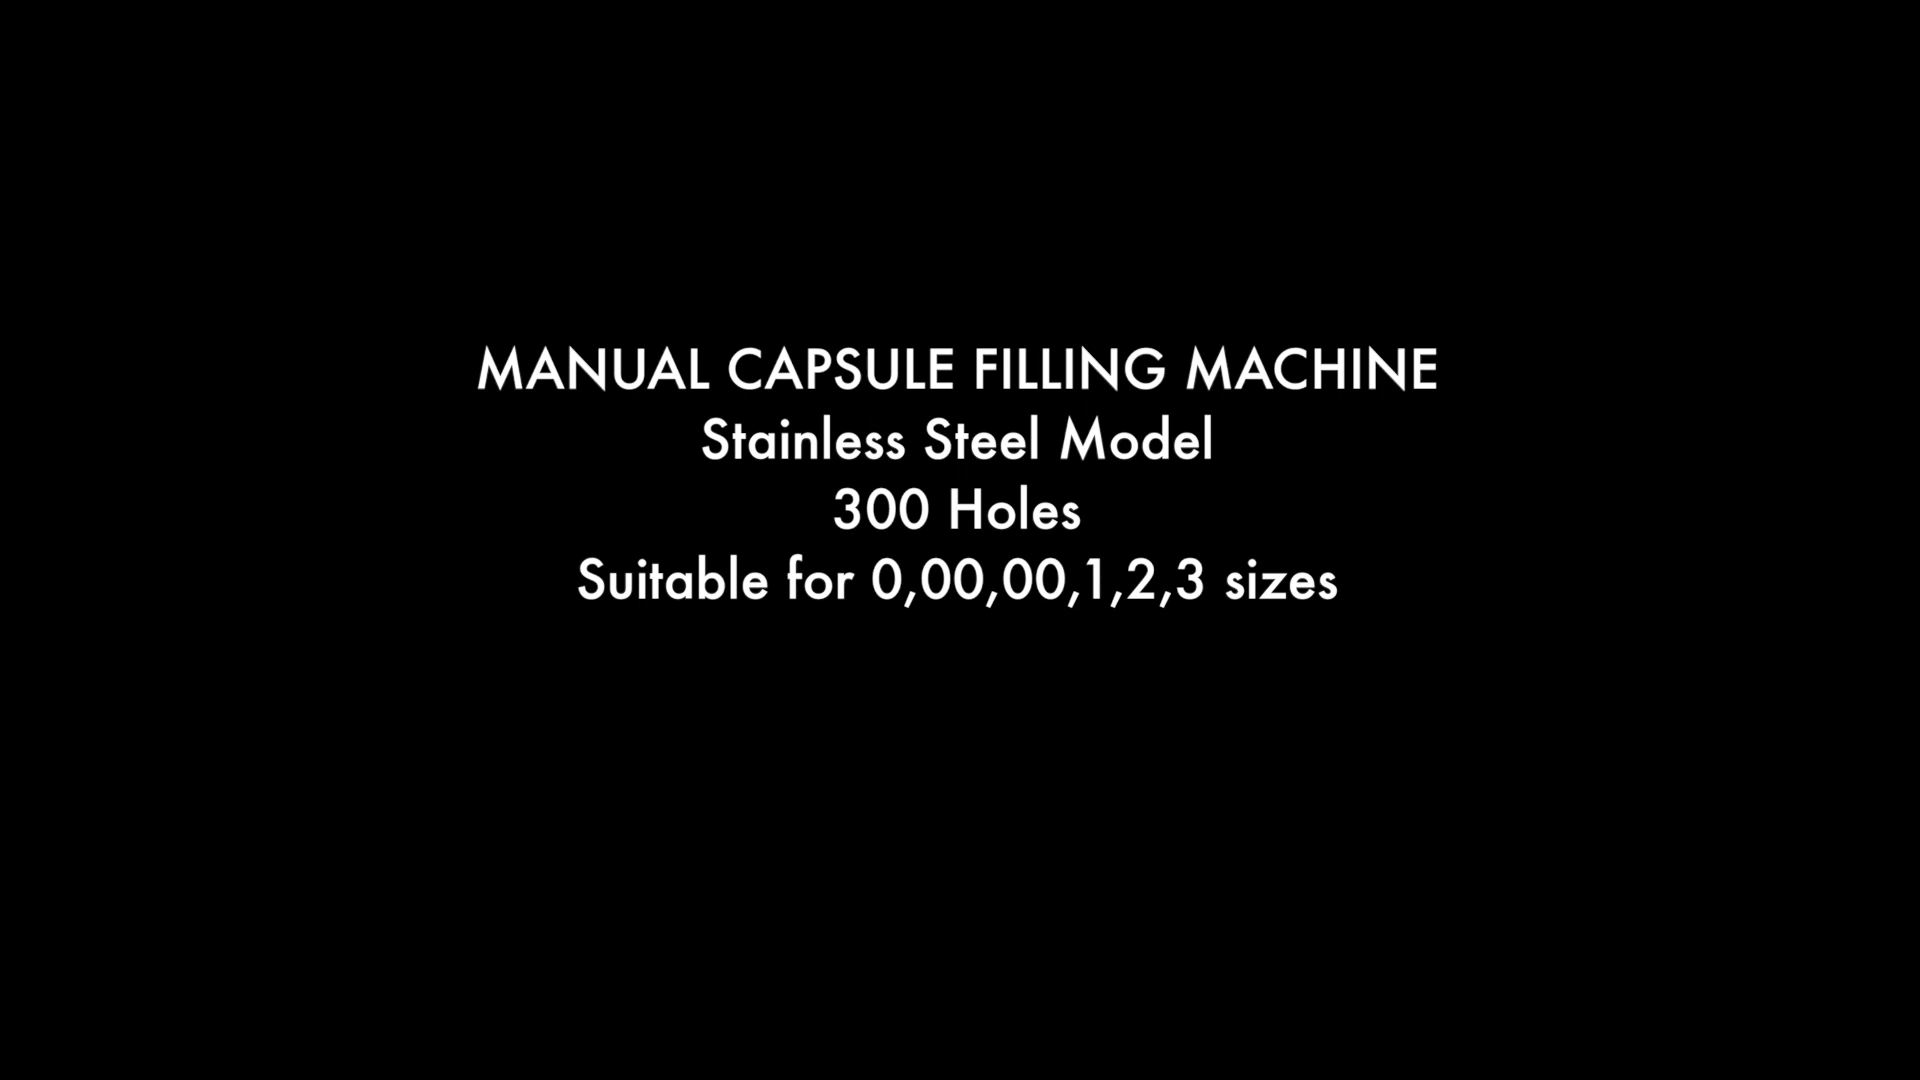 MANUAL CAPSULE FILLING MACHINE
Stainless Steel Model
300 Holes
Suitable for 0,00,00,1,2,3 sizes